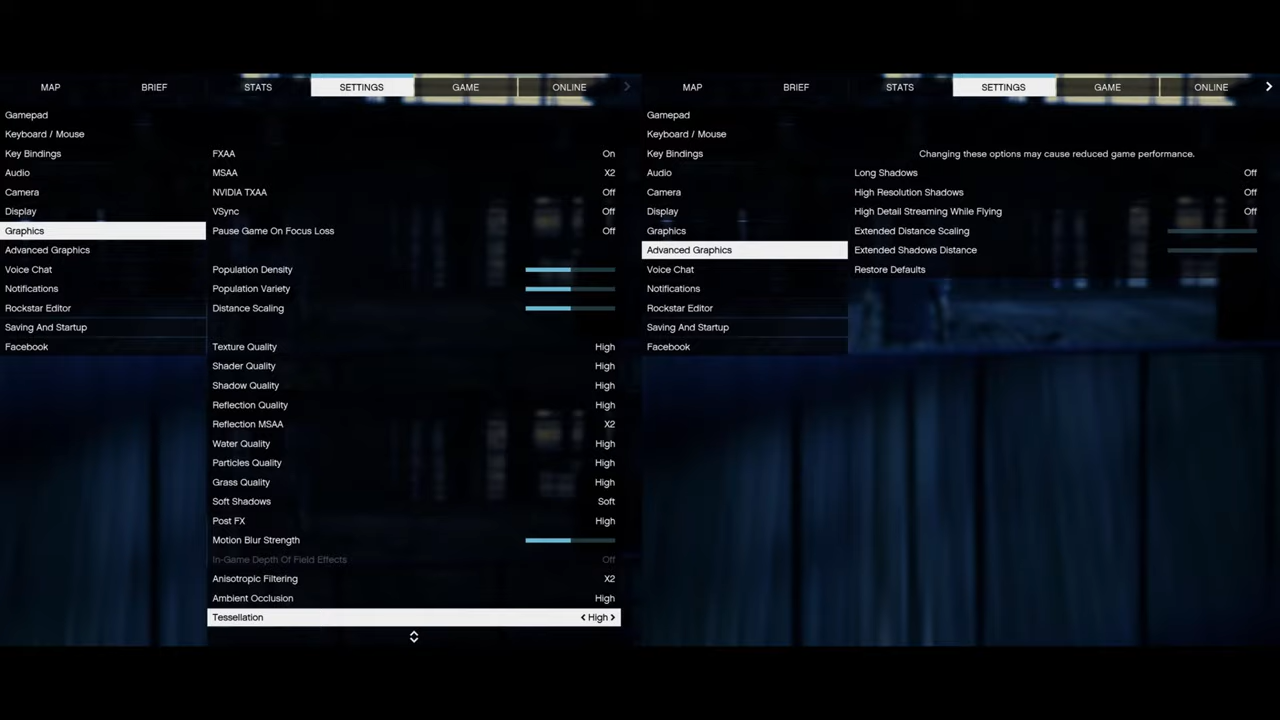 MAP BRIEF STATS SETTINGS GAME ONLINE
Gamepad
Keyboard / Mouse
Key Bindings
Audio
Camera
Display
Graphics
Advanced Graphics
Voice Chat
Notifications
Rockstar Editor
Saving And Startup
Facebook
FXAA On
MSAA X2
NVIDIA TXAA Off
VSync Off
Pause Game On Focus Loss Off
Population Density
Population Variety
Distance Scaling
Texture Quality High
Shader Quality High
Shadow Quality High
Reflection Quality High
Reflection MSAA X2
Water Quality High
Particles Quality High
Grass Quality High
Soft Shadows Soft
Post FX High
Motion Blur Strength
In-Game Depth Of Field Effects Off
Anisotropic Filtering X2
Ambient Occlusion High
Tessellation High
MAP BRIEF STATS SETTINGS GAME ONLINE
Gamepad
Keyboard / Mouse
Key Bindings
Audio
Camera
Display
Graphics
Advanced Graphics
Voice Chat
Notifications
Rockstar Editor
Saving And Startup
Facebook
Changing these options may cause reduced game performance.
Long Shadows Off
High Resolution Shadows Off
High Detail Streaming While Flying Off
Extended Distance Scaling
Extended Shadows Distance
Restore Defaults